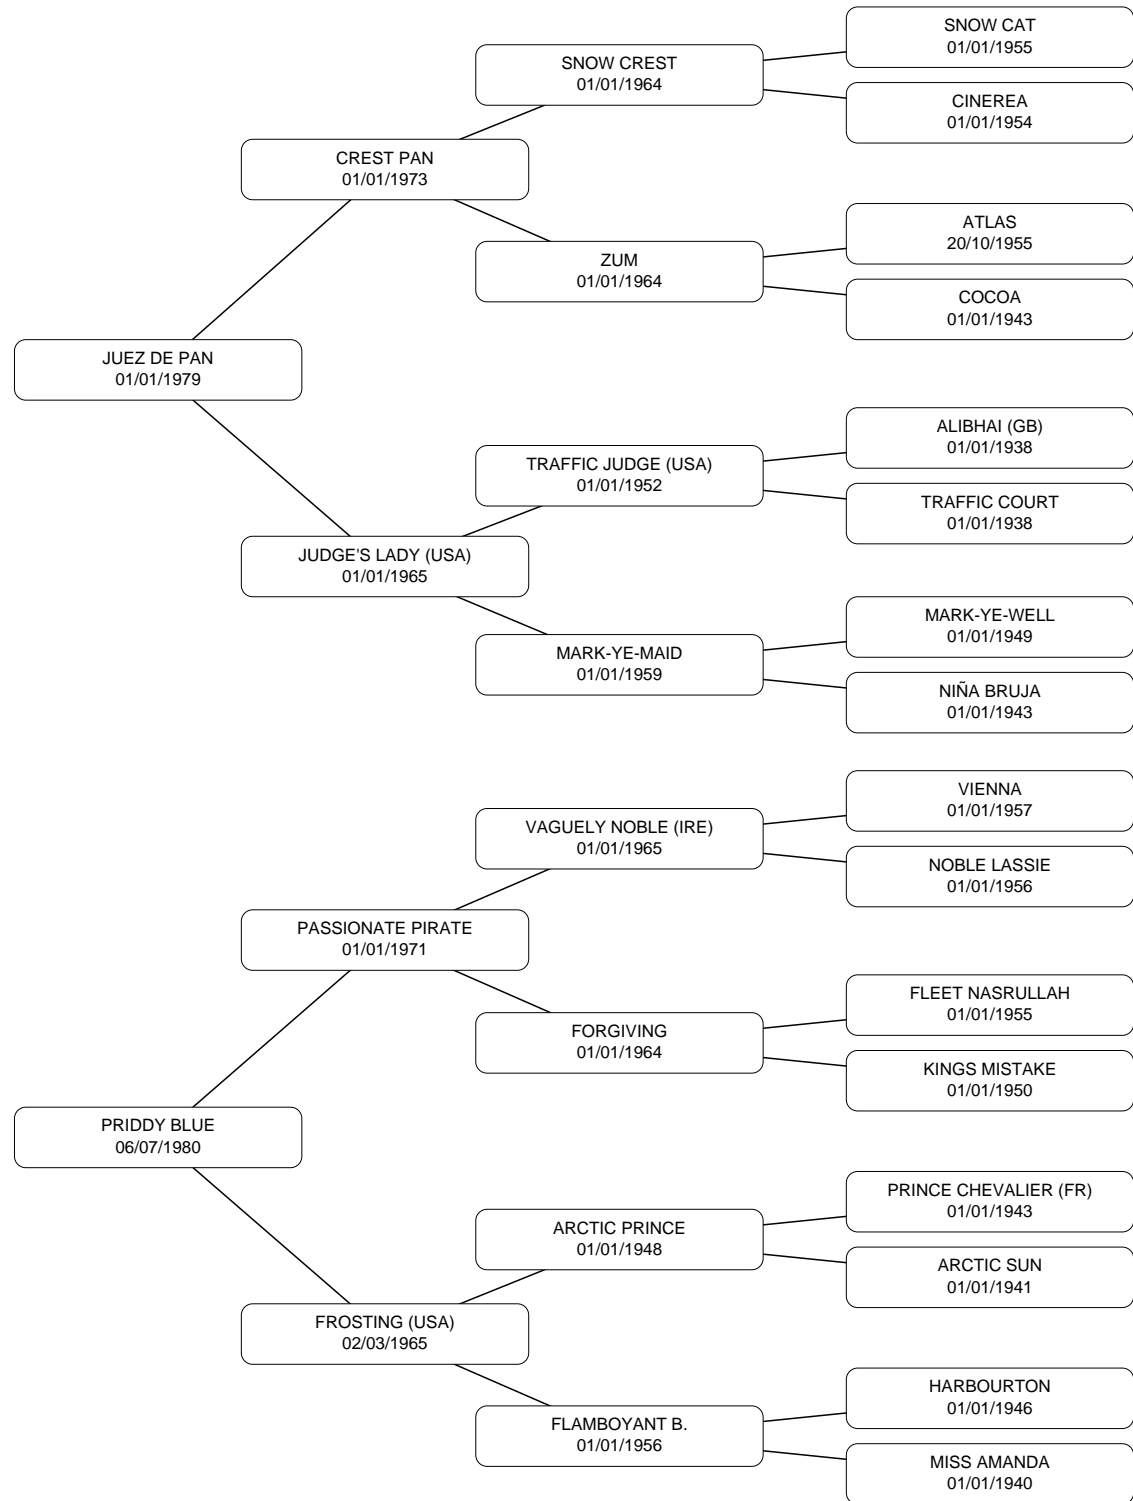 SNOW CAT
01/01/1955
SNOW CREST
01/01/1964
CINEREA
01/01/1954
CREST PAN
01/01/1973
ATLAS
20/10/1955
ZUM
01/01/1964
COCOA
01/01/1943
JUEZ DE PAN
01/01/1979
ALIBHAI (GB)
01/01/1938
TRAFFIC JUDGE (USA)
01/01/1952
TRAFFIC COURT
01/01/1938
JUDGE'S LADY (USA)
01/01/1965
MARK-YE-WELL
01/01/1949
MARK-YE-MAID
01/01/1959
NIÑA BRUJA
01/01/1943
VIENNA
01/01/1957
VAGUELY NOBLE (IRE)
01/01/1965
NOBLE LASSIE
01/01/1956
PASSIONATE PIRATE
01/01/1971
FLEET NASRULLAH
01/01/1955
FORGIVING
01/01/1964
KINGS MISTAKE
01/01/1950
PRIDDY BLUE
06/07/1980
PRINCE CHEVALIER (FR)
01/01/1943
ARCTIC PRINCE
01/01/1948
ARCTIC SUN
01/01/1941
FROSTING (USA)
02/03/1965
HARBOURTON
01/01/1946
FLAMBOYANT B.
01/01/1956
MISS AMANDA
01/01/1940